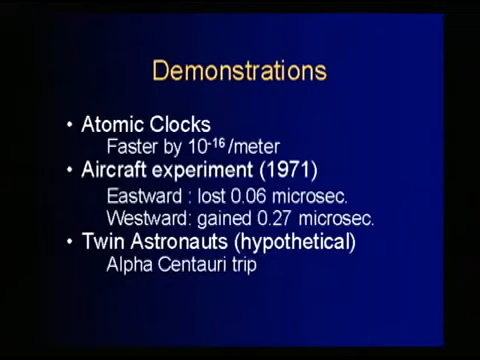 Demonstrations
• Atomic Clocks
Faster by 10⁻¹⁶/meter
• Aircraft experiment (1971)
Eastward : lost 0.06 microsec.
Westward: gained 0.27 microsec.
• Twin Astronauts (hypothetical)
Alpha Centauri trip